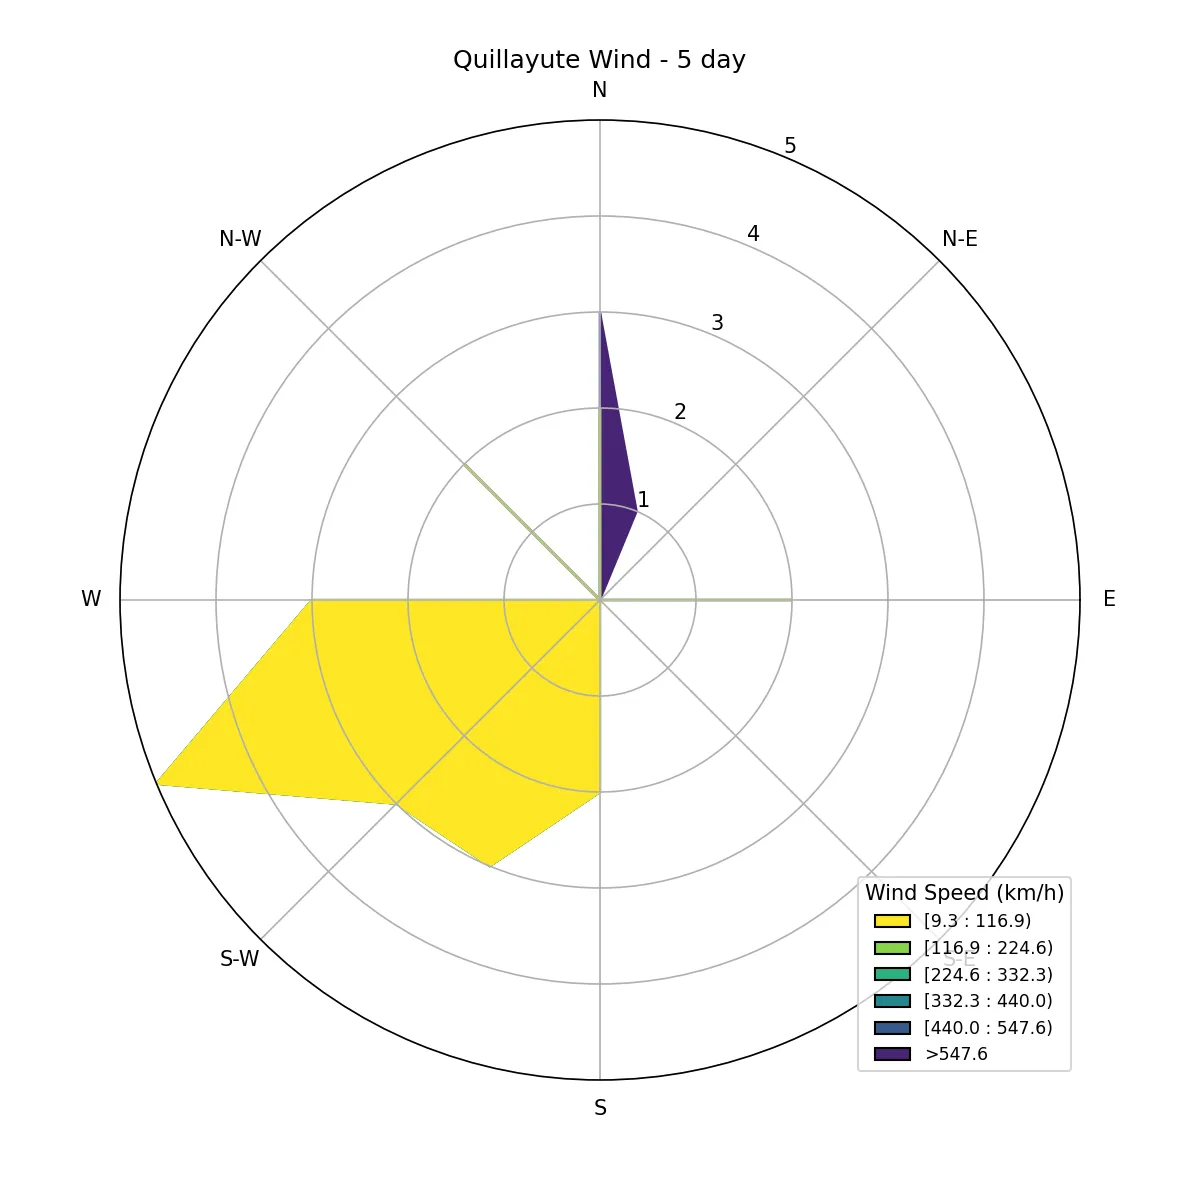 Quillayute Wind - 5 day
N
5
N-W
4
N-E
3
2
1
W
E
S-W
S-E
S
Wind Speed (km/h)
[9.3 : 116.9)
[116.9 : 224.6)
[224.6 : 332.3)
[332.3 : 440.0)
[440.0 : 547.6)
>547.6